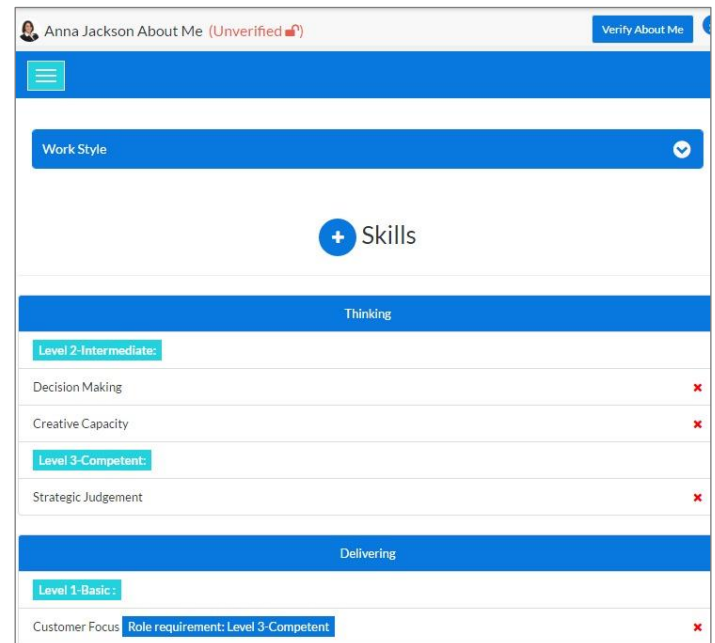 Anna Jackson About Me (Unverified)
Verify About Me
Work Style
Skills
Thinking
Level 2-Intermediate:
Decision Making
Creative Capacity
Level 3-Competent:
Strategic Judgement
Delivering
Level 1-Basic :
Customer Focus Role requirement: Level 3-Competent